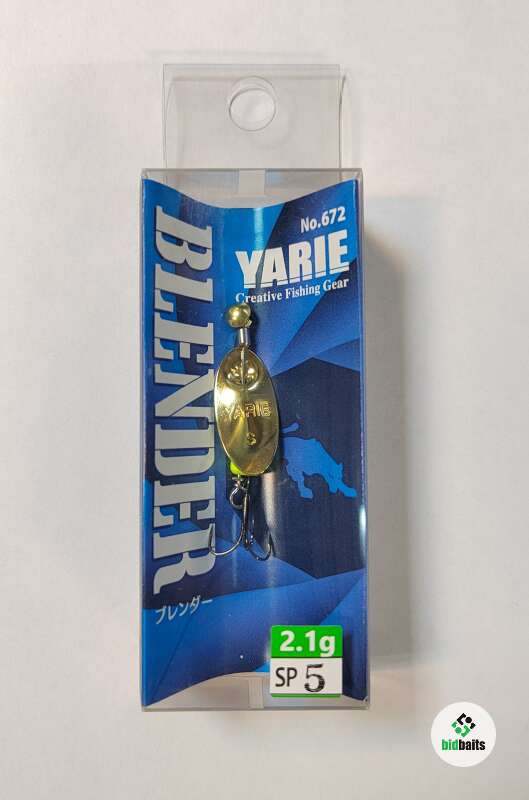 No.672
YARIE
Creative Fishing Gear
BLENDER
ブレンダー
YARIE
S
2.1g
SP 5
bidbaits